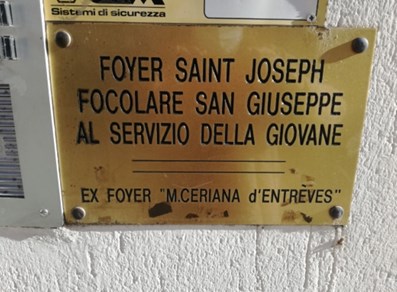 Sistemi di sicurezza
FOYER SAINT JOSEPH
FOCOLARE SAN GIUSEPPE
AL SERVIZIO DELLA GIOVANE
EX FOYER "M.CERIANA d'ENTRÈVES"